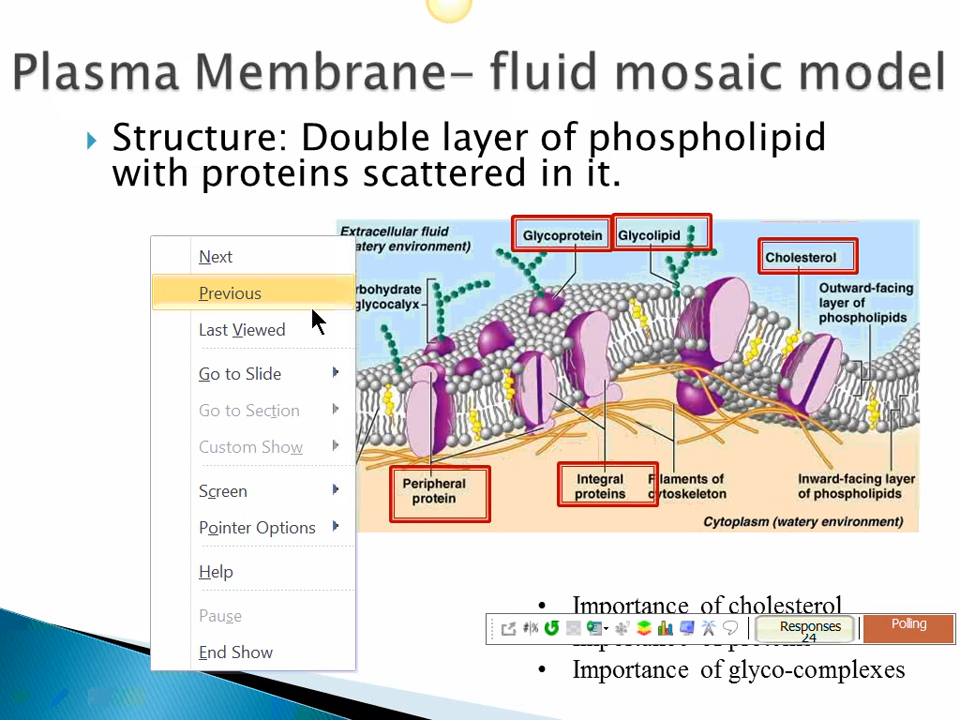 Plasma Membrane- fluid mosaic model
Structure: Double layer of phospholipid
with proteins scattered in it.
Extracellular fluid
watery environment)
Glycoprotein
Glycolipid
Cholesterol
glycocalyx
Outward-facing
layer of
phospholipids
Peripheral
protein
Integral
proteins
Filaments of
cytoskeleton
Inward-facing layer
of phospholipids
Cytoplasm (watery environment)
Next
Previous
Last Viewed
Go to Slide
Go to Section
Custom Show
Screen
Pointer Options
Help
Pause
End Show
• Importance of cholesterol
#|%
Responses
24
Polling
• Importance of glyco-complexes